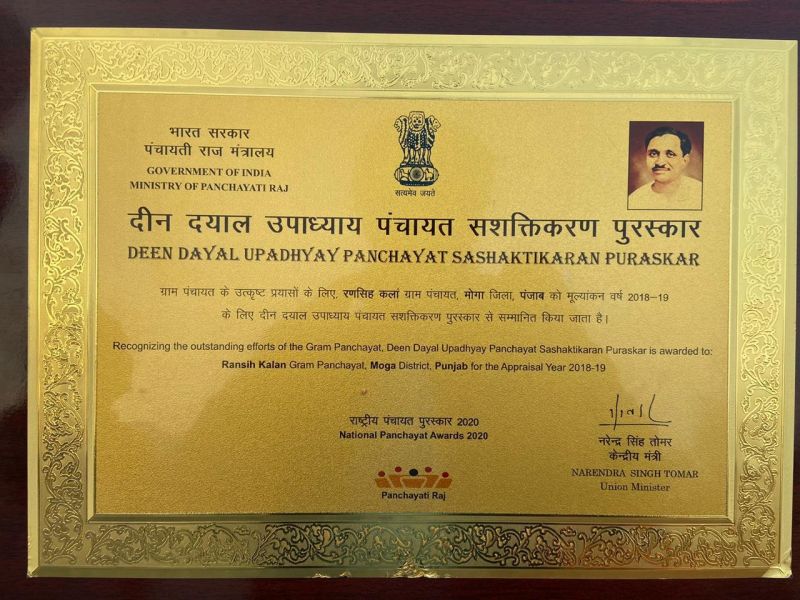 भारत सरकार
पंचायती राज मंत्रालय
GOVERNMENT OF INDIA
MINISTRY OF PANCHAYATI RAJ
सत्यमेव जयते
दीन दयाल उपाध्याय पंचायत सशक्तिकरण पुरस्कार
DEEN DAYAL UPADHYAY PANCHAYAT SASHAKTIKARAN PURASKAR
ग्राम पंचायत के उत्कृष्ट प्रयासों के लिए, रणसिह कलां ग्राम पंचायत, मोगा जिला, पंजाब को मूल्यांकन वर्ष 2018-19
के लिए दीन दयाल उपाध्याय पंचायत सशक्तिकरण पुरस्कार से सम्मानित किया जाता है।
Recognizing the outstanding efforts of the Gram Panchayat, Deen Dayal Upadhyay Panchayat Sashaktikaran Puraskar is awarded to:
Ransih Kalan Gram Panchayat, Moga District, Punjab for the Appraisal Year 2018-19
राष्ट्रीय पंचायत पुरस्कार 2020
National Panchayat Awards 2020
Panchayati Raj
नरेन्द्र सिंह तोमर
केन्द्रीय मंत्री
NARENDRA SINGH TOMAR
Union Minister